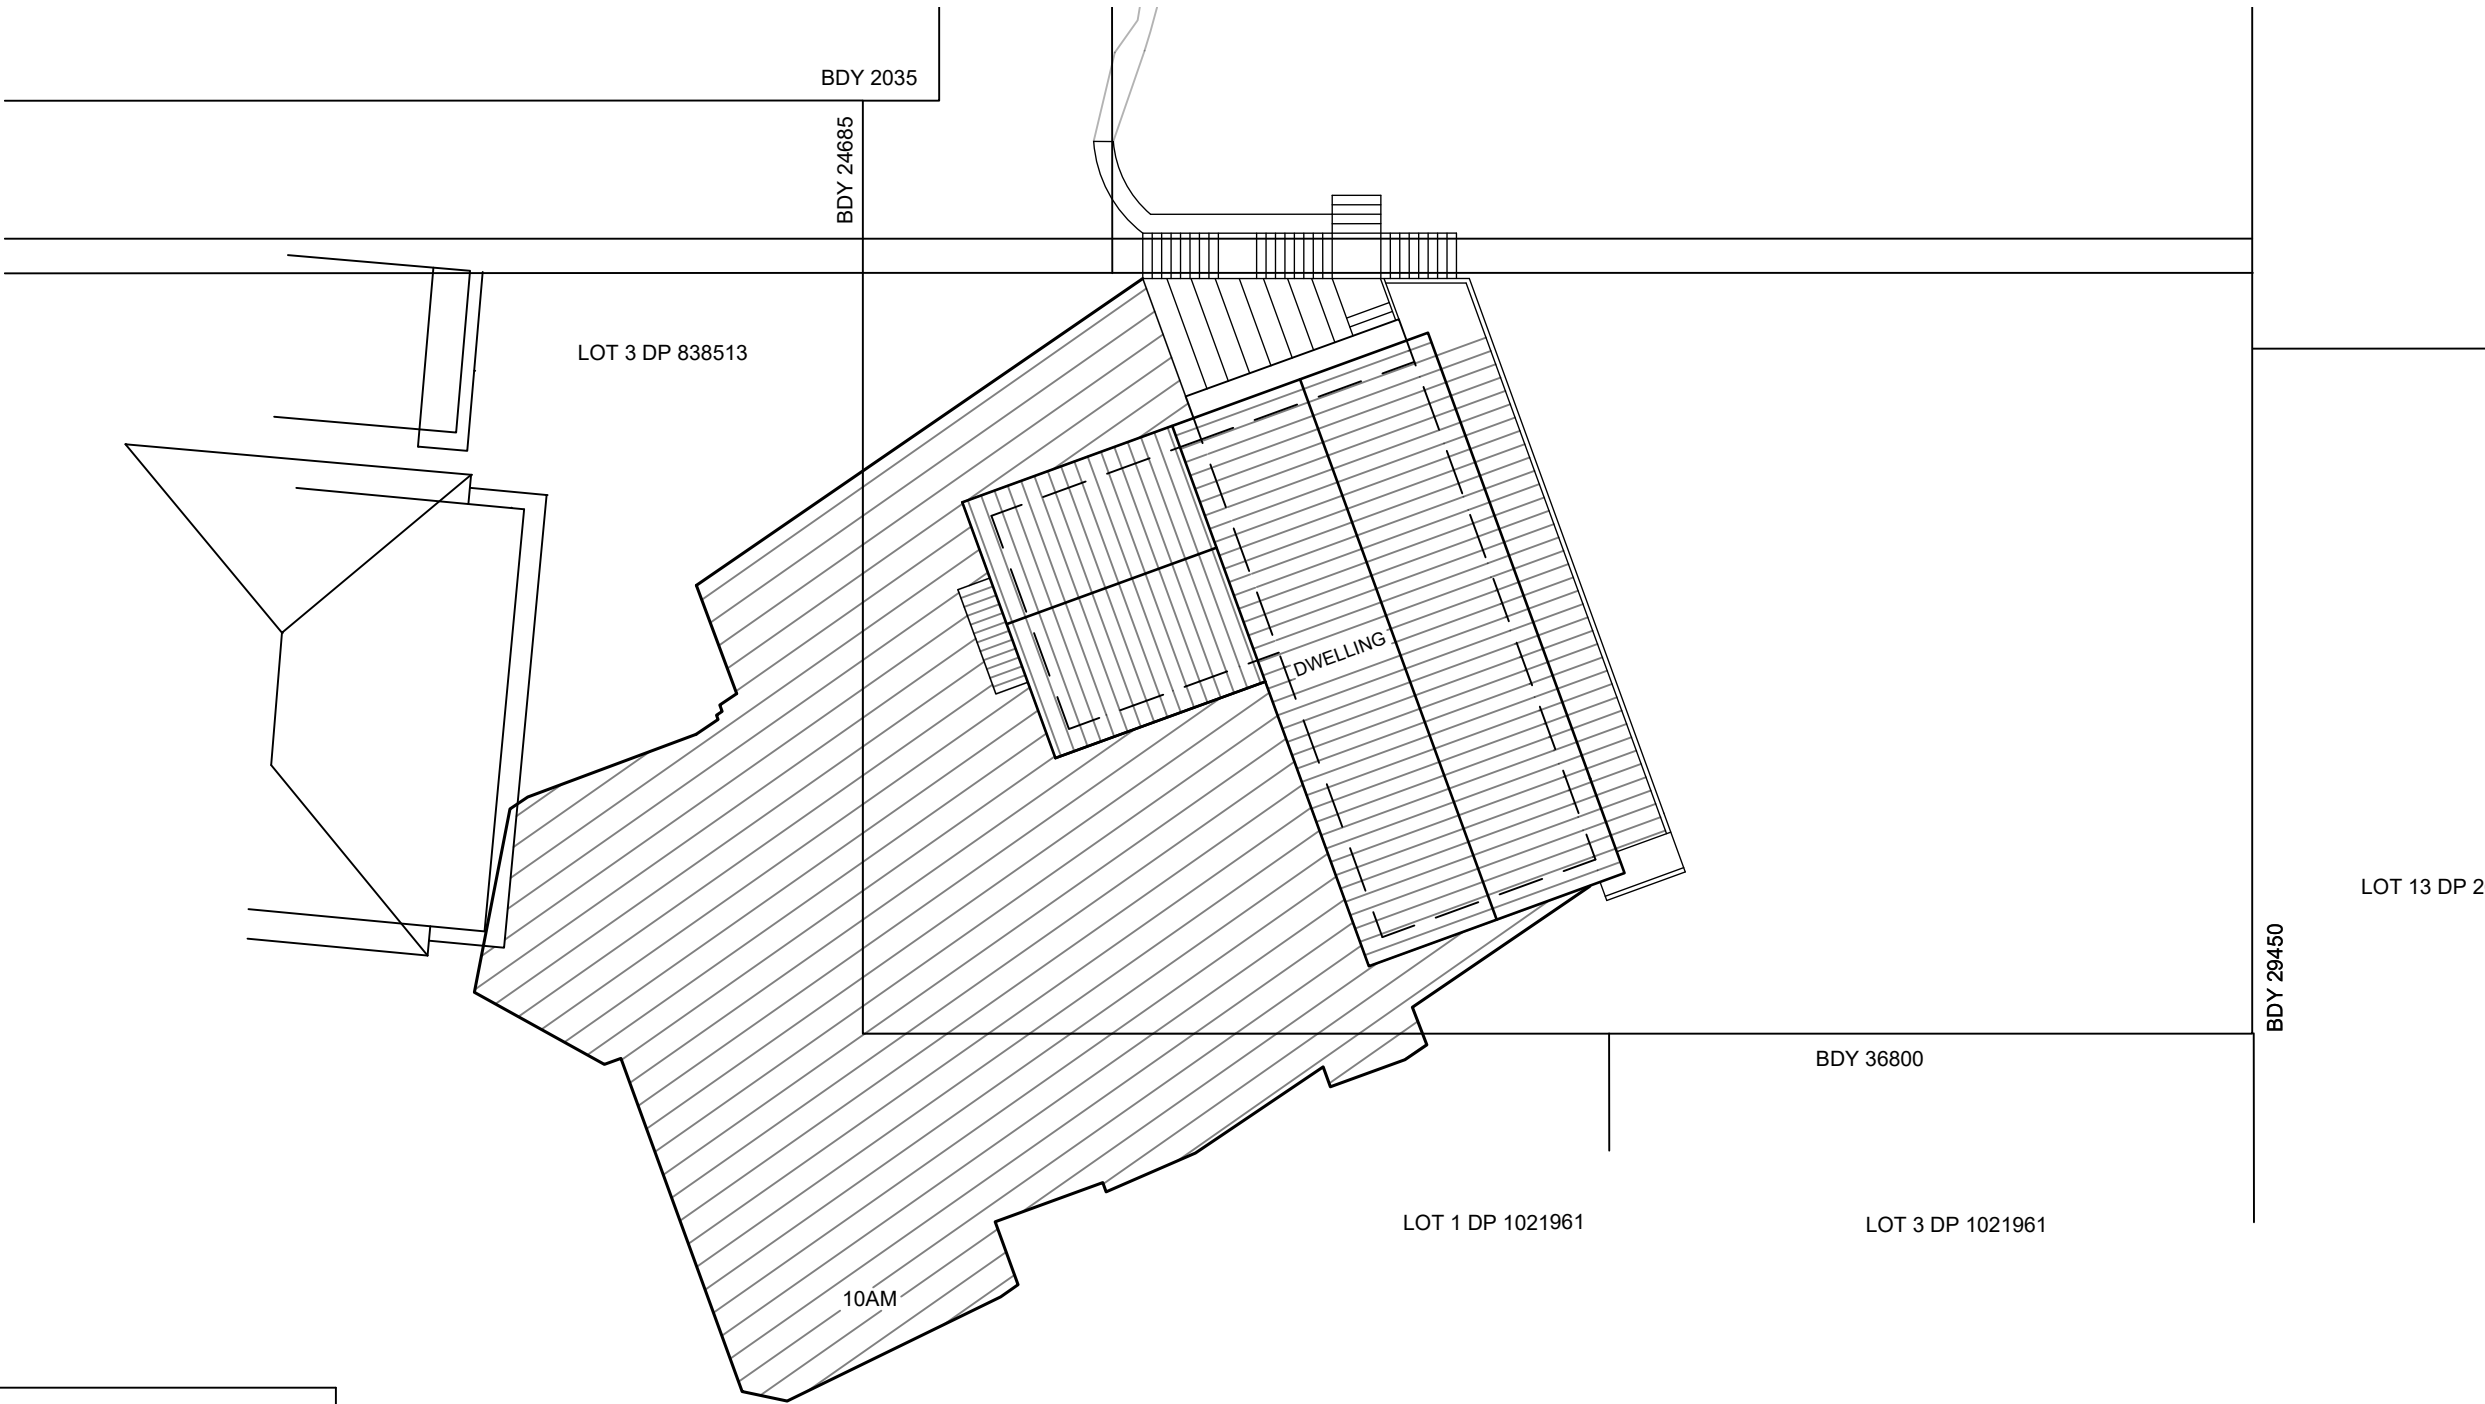 BDY 2035
BDY 24685
LOT 3 DP 838513
DWELLING
LOT 13 DP 2
BDY 29450
BDY 36800
LOT 1 DP 1021961
LOT 3 DP 1021961
10AM